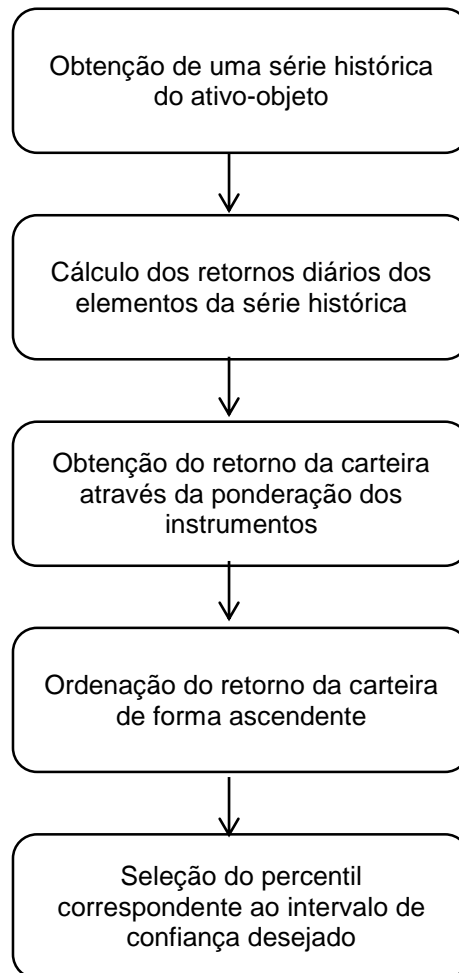 Obtenção de uma série histórica
do ativo-objeto
Cálculo dos retornos diários dos
elementos da série histórica
Obtenção do retorno da carteira
através da ponderação dos
instrumentos
Ordenação do retorno da carteira
de forma ascendente
Seleção do percentil
correspondente ao intervalo de
confiança desejado